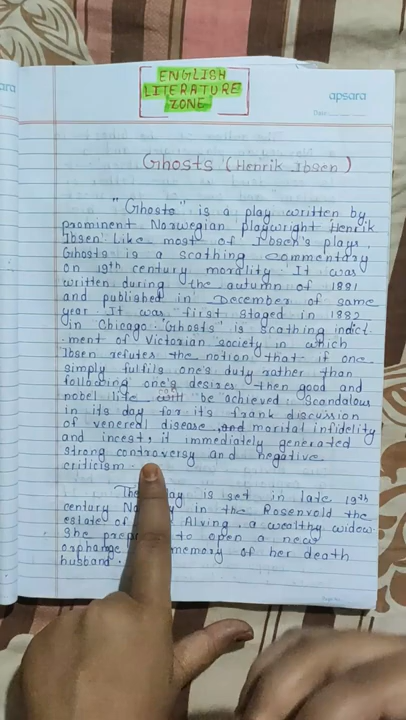 ENGLISH
LITERATURE
ZONE
apsara
ara
Date:
Ghosts (Henrik Ibsen)
"Ghosts" is a play written by
prominent Norwegian playwright Henrik
Ibsen. Like most of Ibsen's plays,
Ghosts is a scathing commentary
on 19th century morality. It was
written during the autumn of 1881
and published in December of same
year. It was first staged in 1882
in Chicago. "Ghosts" is scathing indict
-ment of Victorian society in which
Ibsen refutes the notion that if one
simply fulfils one's duty rather than
following one's desires then good and
nobel life will be achieved. Scandalous
in its day for its frank discussion
of venereal disease, and marital infidelity
and incest, it immediately generated
strong controversy and negative
criticism.
The is set in late 19th
century in the Rosenvold the
estate of Alving, a wealthy widow.
She to open a new
memory of her death
husband.